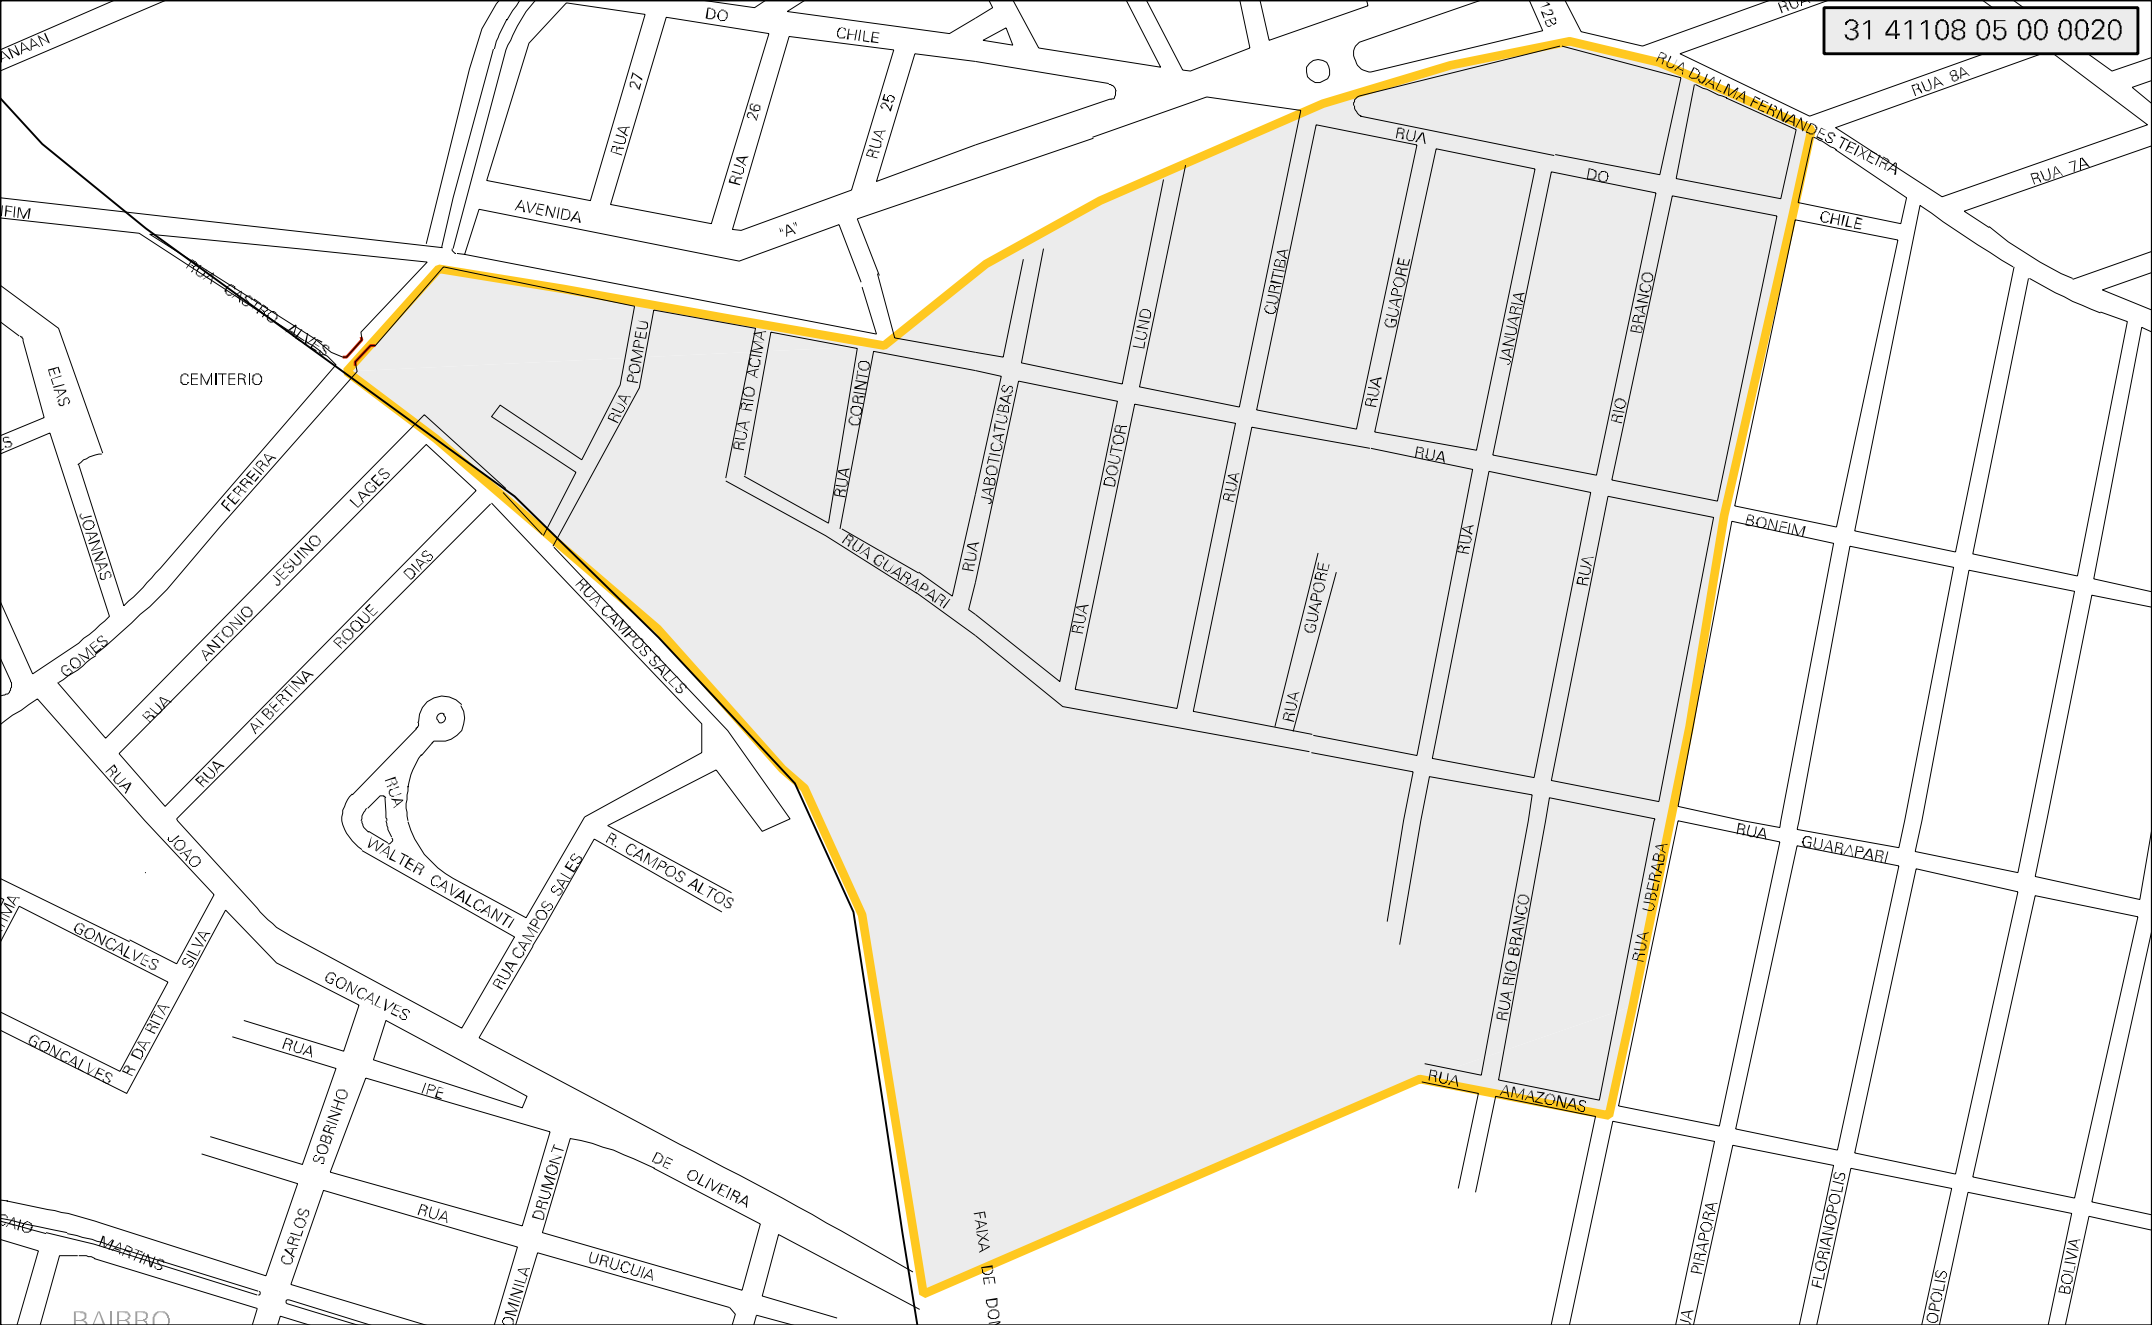 31 41108 05 00 0020
DO
CHILE
12B
RUA 8A
RUA 7A
RUA DJALMA FERNANDES TEIXEIRA
RUA 27
RUA 26
RUA 25
AVENIDA "A"
RUA DO CHILE
RUA CASTRO ALVES
CEMITERIO
ELIAS
JOANNAS
GOMES FERREIRA
RUA ANTONIO JESUINO LAGES
RUA ALBERTINA ROQUE DIAS
RUA POMPEU
RUA RIO ACIMA
RUA CORINTO
RUA JABOTICATUBAS
RUA DOUTOR LUND
RUA CURITIBA
RUA GUAPORE
RUA JANUARIA
RUA RIO BRANCO
RUA BONFIM
RUA GUARAPARI
RUA GUAPORE
RUA GUARAPARI
RUA CAMPOS SALLS
RUA WALTER CAVALCANTI
RUA CAMPOS SALES
R. CAMPOS ALTOS
RUA JOAO GONCALVES DE OLIVEIRA
GONCALVES
GONCALVES
R DA RITA SILVA
RUA IPE
CARLOS SOBRINHO
DRUMONT
RUA URUCUIA
MARTINS
BAIRRO
RUA RIO BRANCO
RUA UBERABA
RUA AMAZONAS
FAIXA DE
PIRAPORA
FLORIANOPOLIS
BOLIVIA